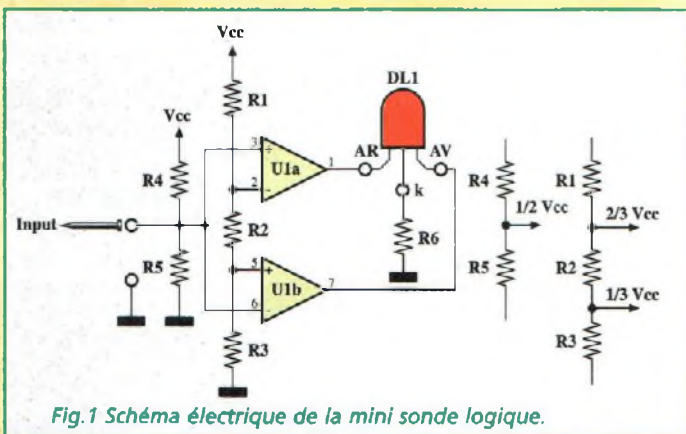 Vcc
DL1
R1
Vcc
3
+
U1a
1
AR
AV
R4
2
-
k
R4
R1
1/2 Vcc
2/3 Vcc
Input
R2
R6
R5
5
+
U1b
7
R5
R2
1/3 Vcc
6
-
R3
R3
Fig.1 Schéma électrique de la mini sonde logique.